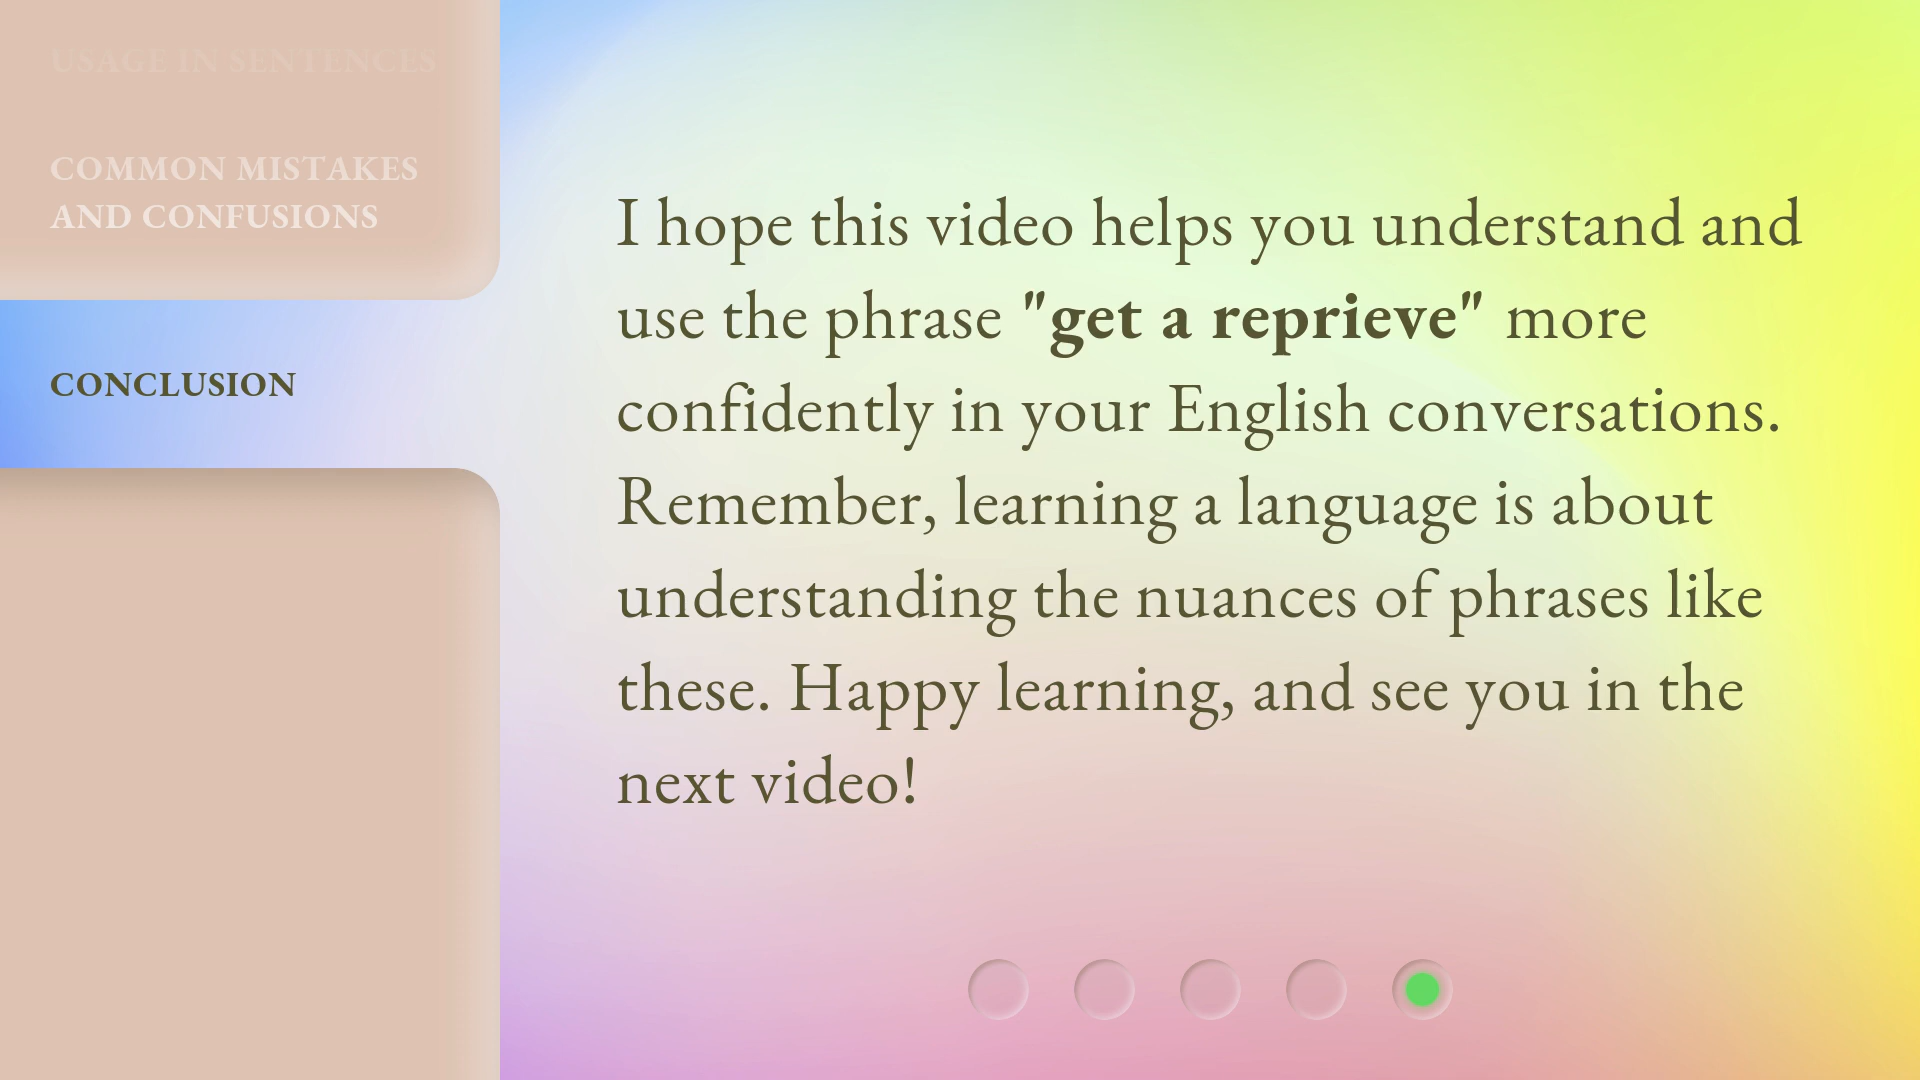 USAGE IN SENTENCES
COMMON MISTAKES
AND CONFUSIONS
CONCLUSION
I hope this video helps you understand and
use the phrase "get a reprieve" more
confidently in your English conversations.
Remember, learning a language is about
understanding the nuances of phrases like
these. Happy learning, and see you in the
next video!